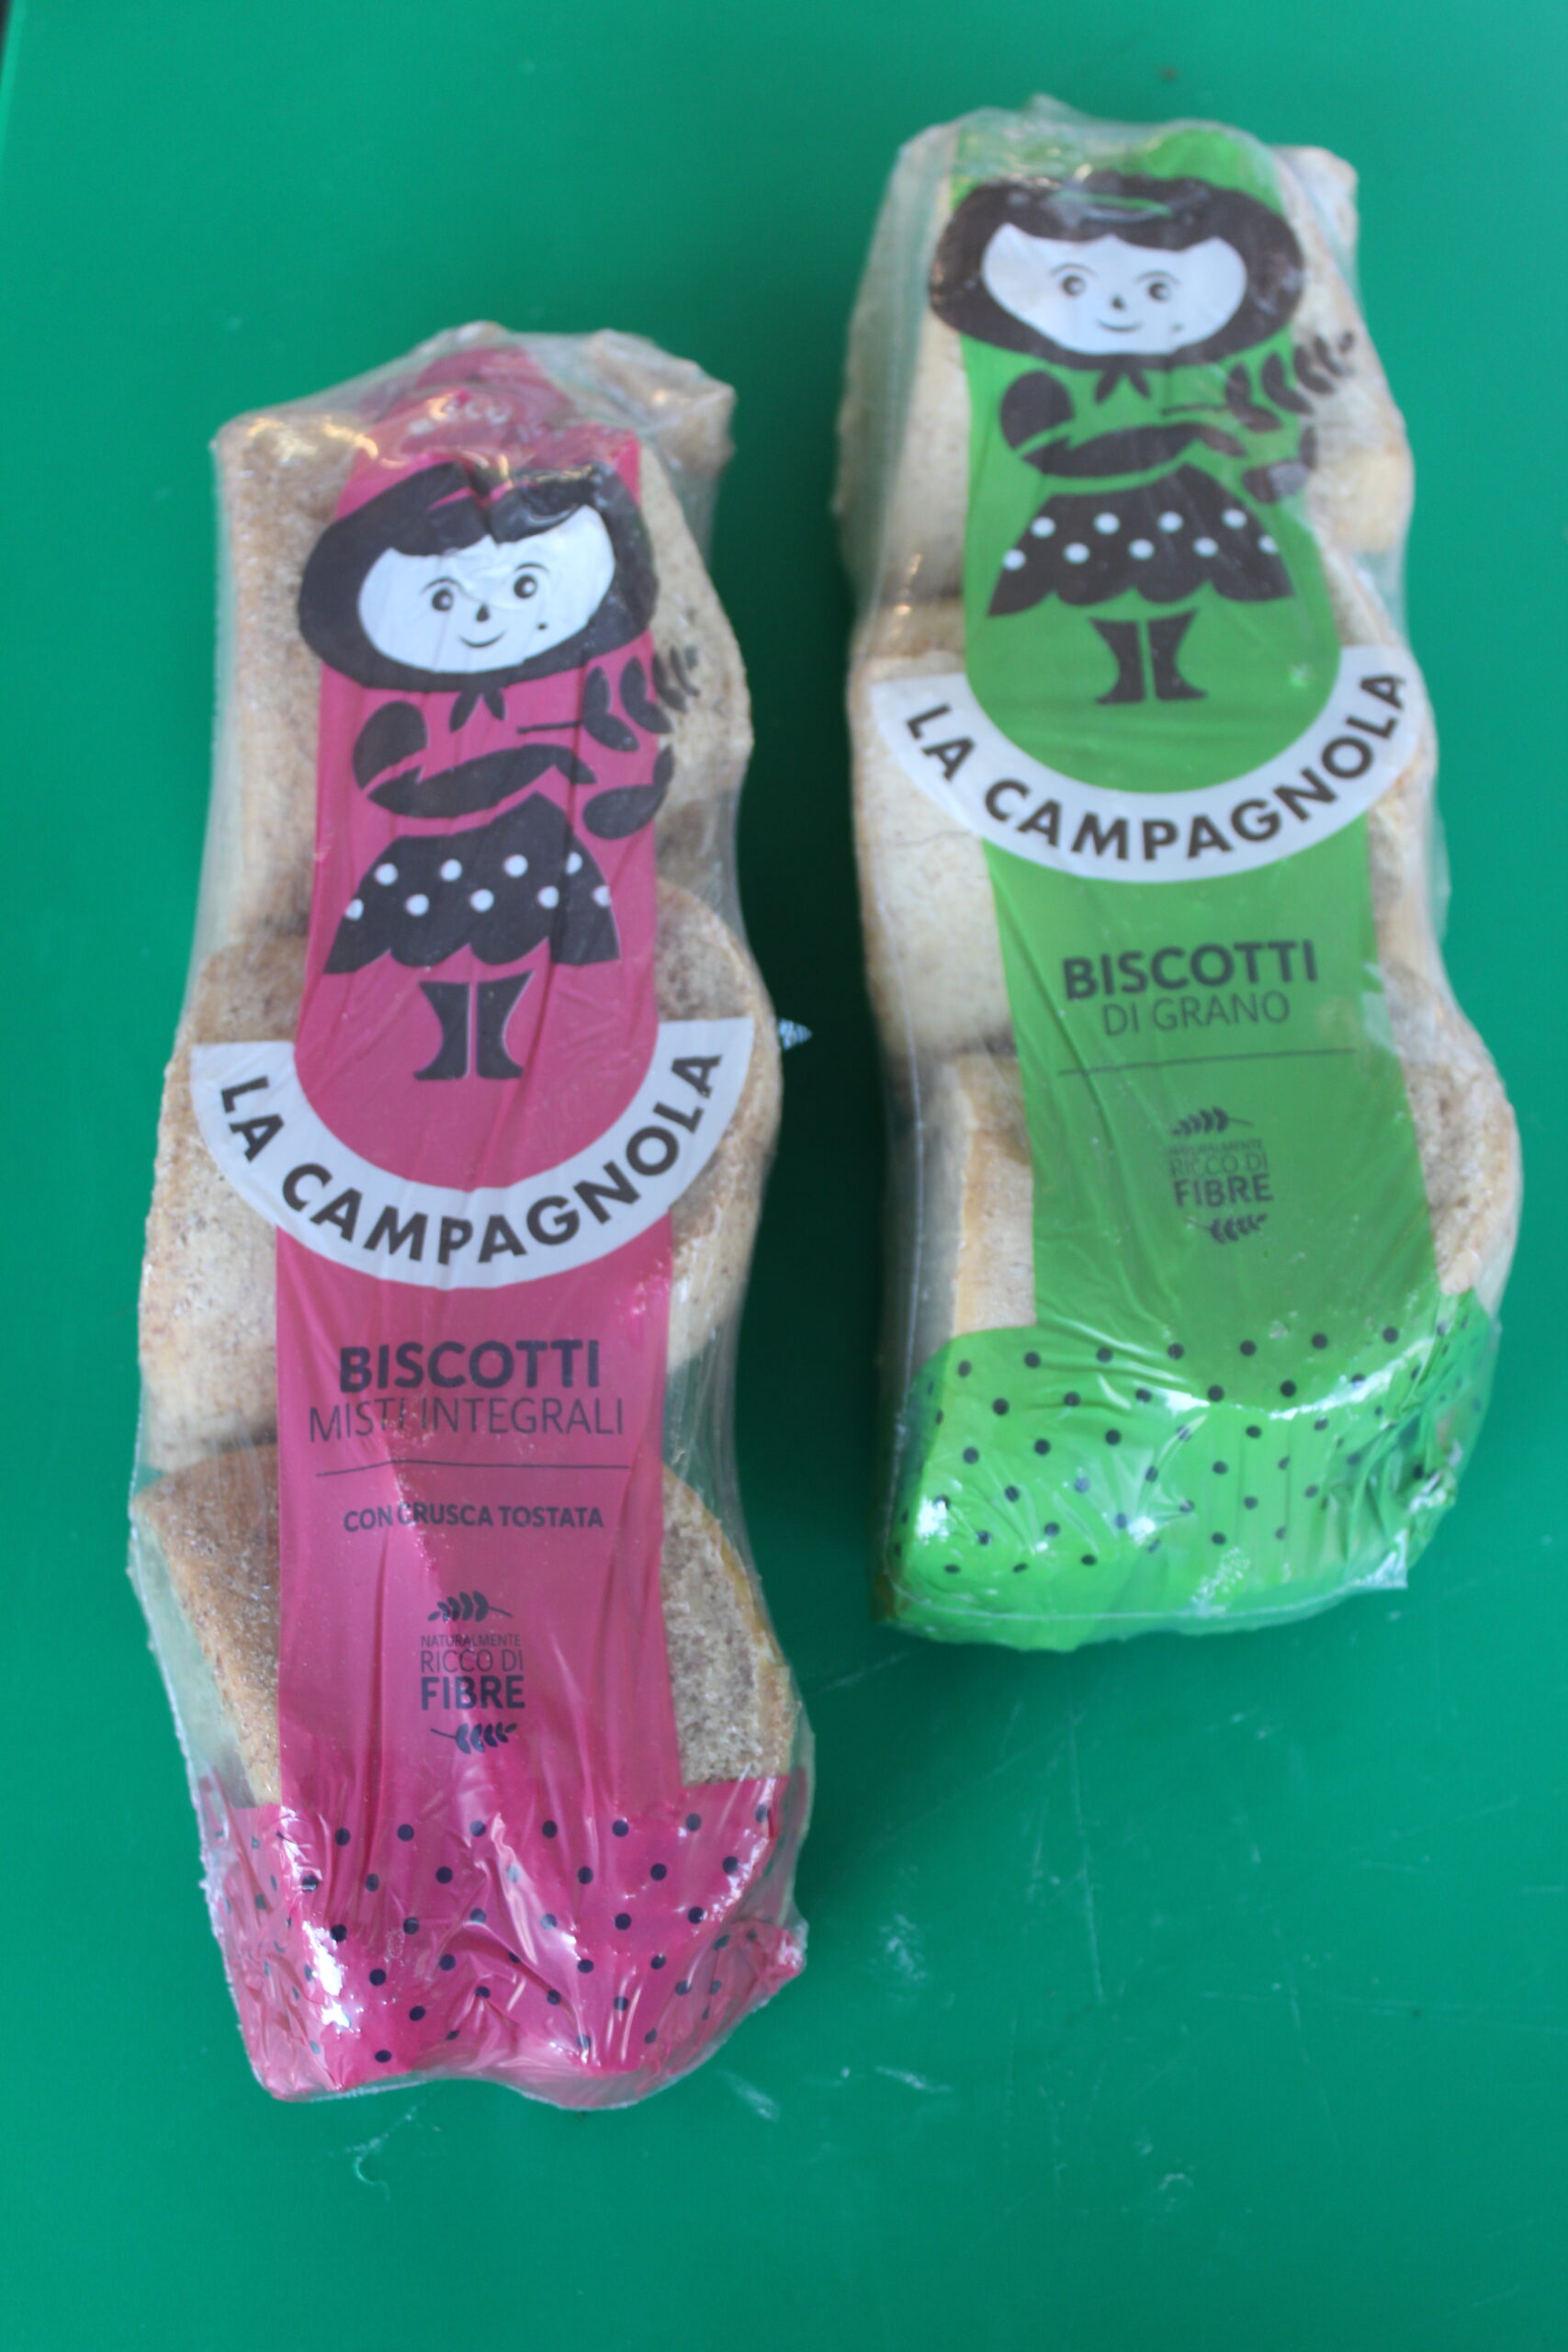 LA CAMPAGNOLA
BISCOTTI
MISTI INTEGRALI
CON CRUSCA TOSTATA
NATURALMENTE
RICCO DI
FIBRE
LA CAMPAGNOLA
BISCOTTI
DI GRANO
NATURALMENTE
RICCO DI
FIBRE